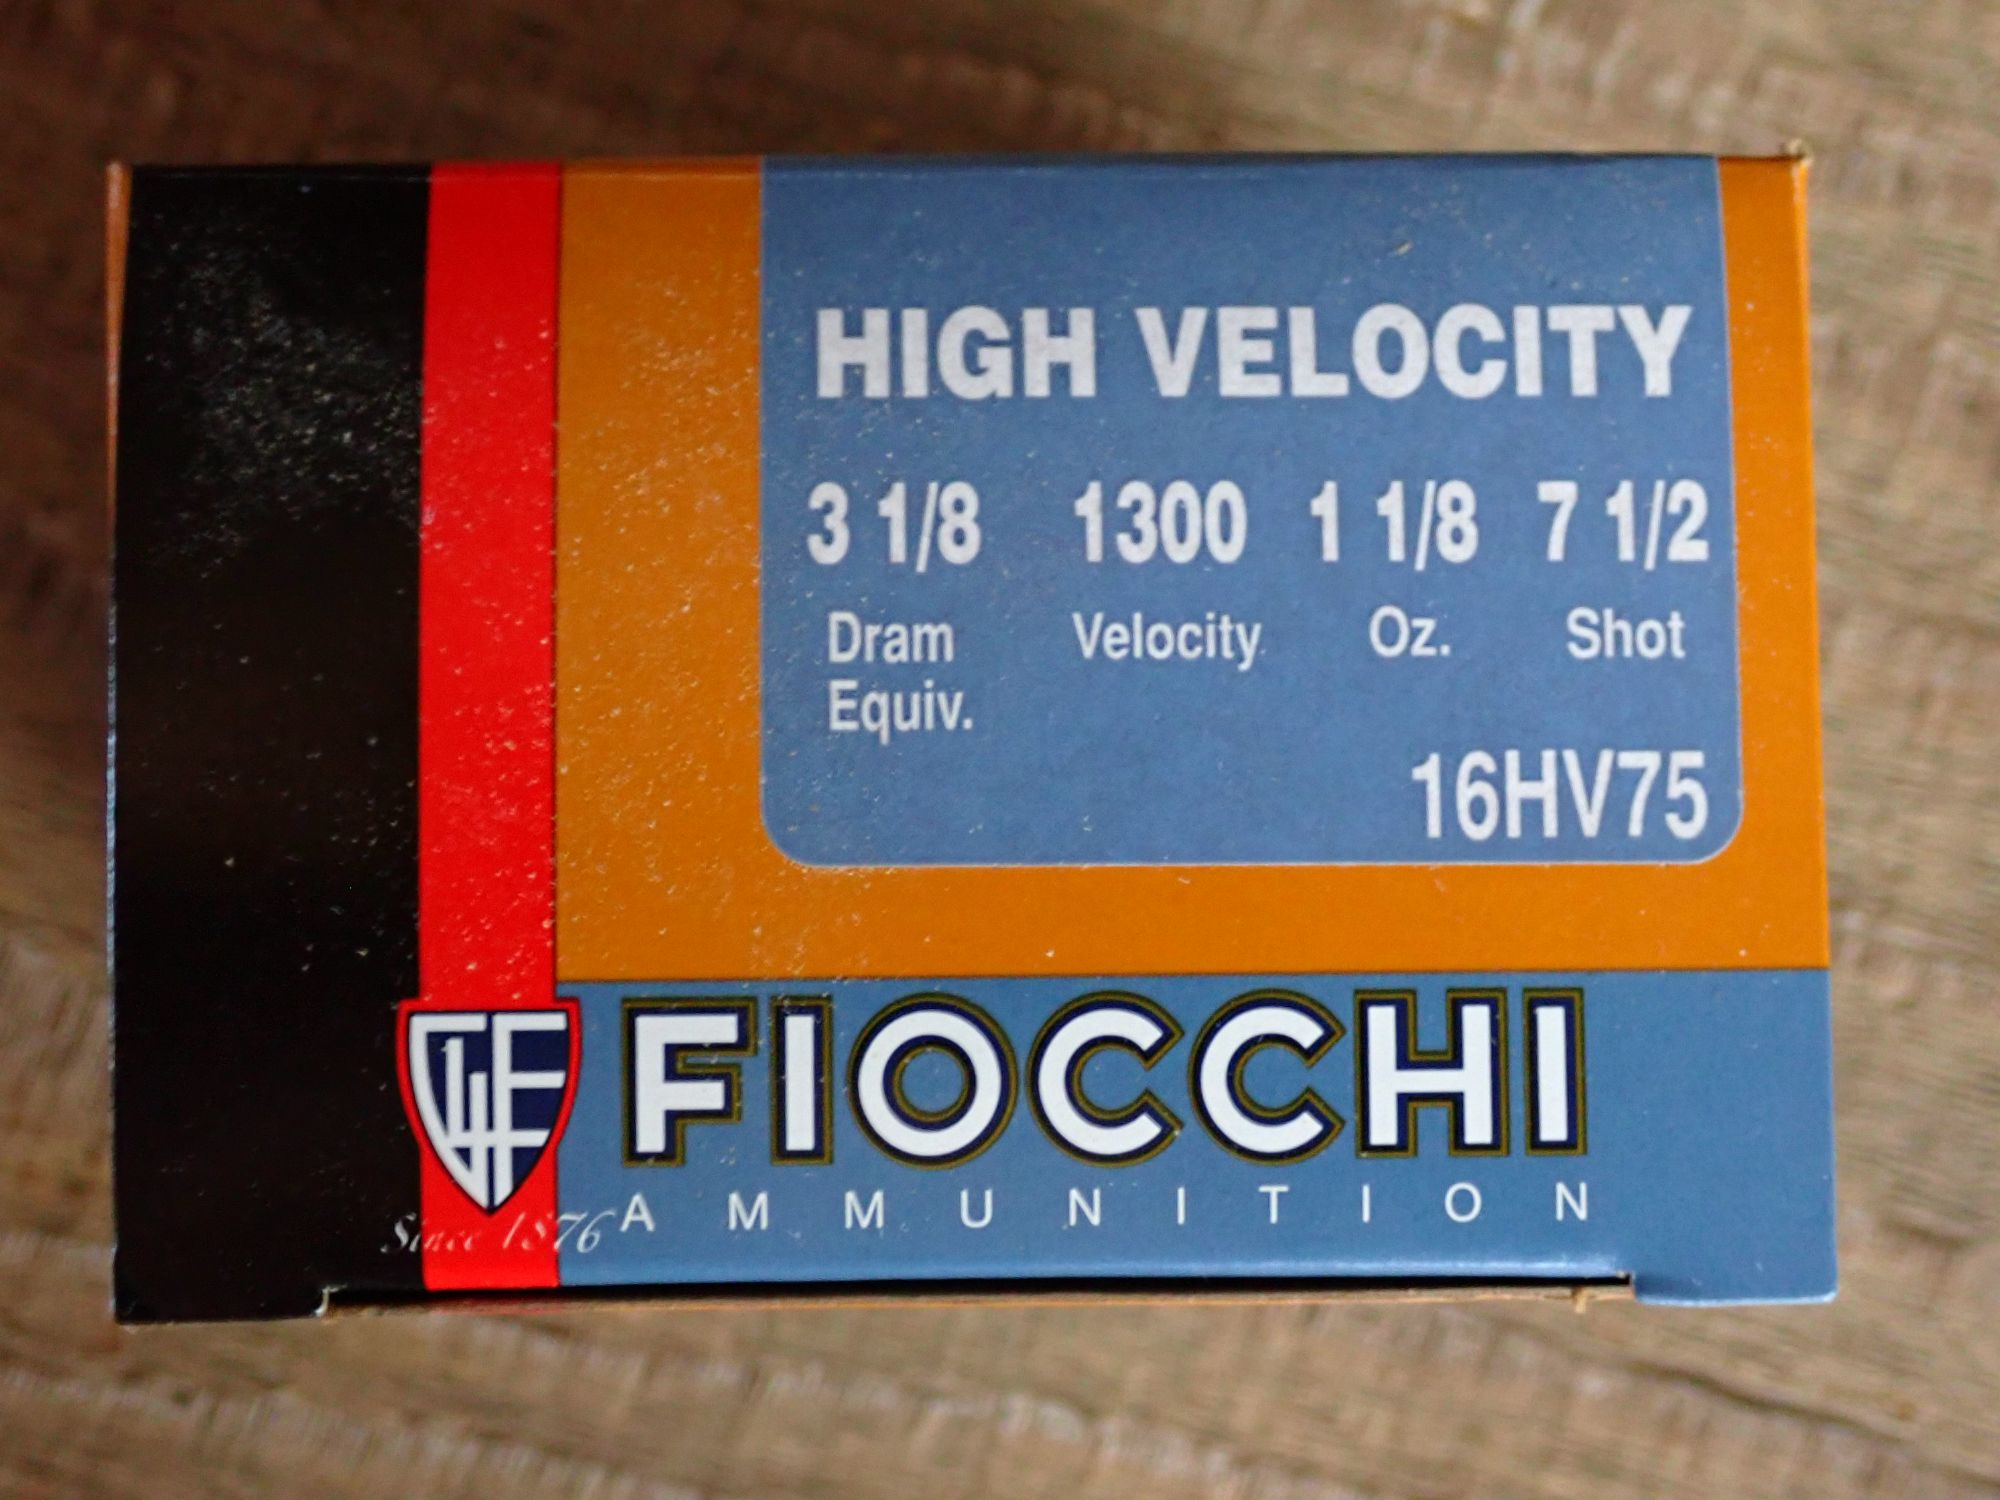 HIGH VELOCITY
3 1/8 1300 1 1/8 7 1/2
Dram Velocity Oz. Shot
Equiv.
16HV75
GF
FIOCCHI
Since 1876
AMMUNITION